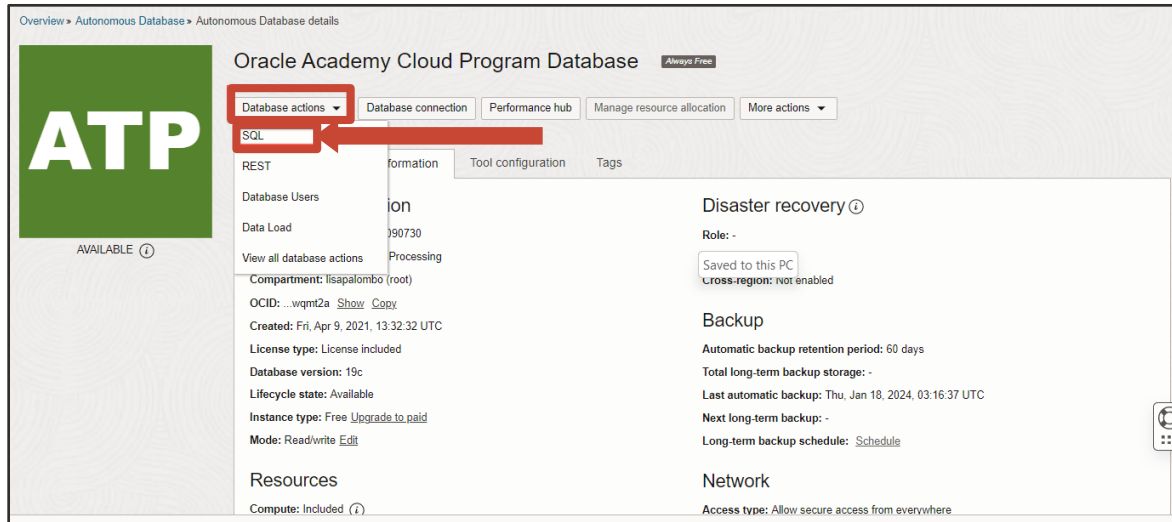 Overview » Autonomous Database » Autonomous Database details
ATP
AVAILABLE
Oracle Academy Cloud Program Database Always Free
Database actions Database connection Performance hub Manage resource allocation More actions
SQL
REST
Database Users
Data Load
View all database actions
formation Tool configuration Tags
ion
090730
Processing
Compartment: lisapalombo (root)
OCID: ...wqmt2a Show Copy
Created: Fri, Apr 9, 2021, 13:32:32 UTC
License type: License included
Database version: 19c
Lifecycle state: Available
Instance type: Free Upgrade to paid
Mode: Read/write Edit
Resources
Compute: Included
Disaster recovery
Role: -
Saved to this PC
Cross-region: Not enabled
Backup
Automatic backup retention period: 60 days
Total long-term backup storage: -
Last automatic backup: Thu, Jan 18, 2024, 03:16:37 UTC
Next long-term backup: -
Long-term backup schedule: Schedule
Network
Access type: Allow secure access from everywhere